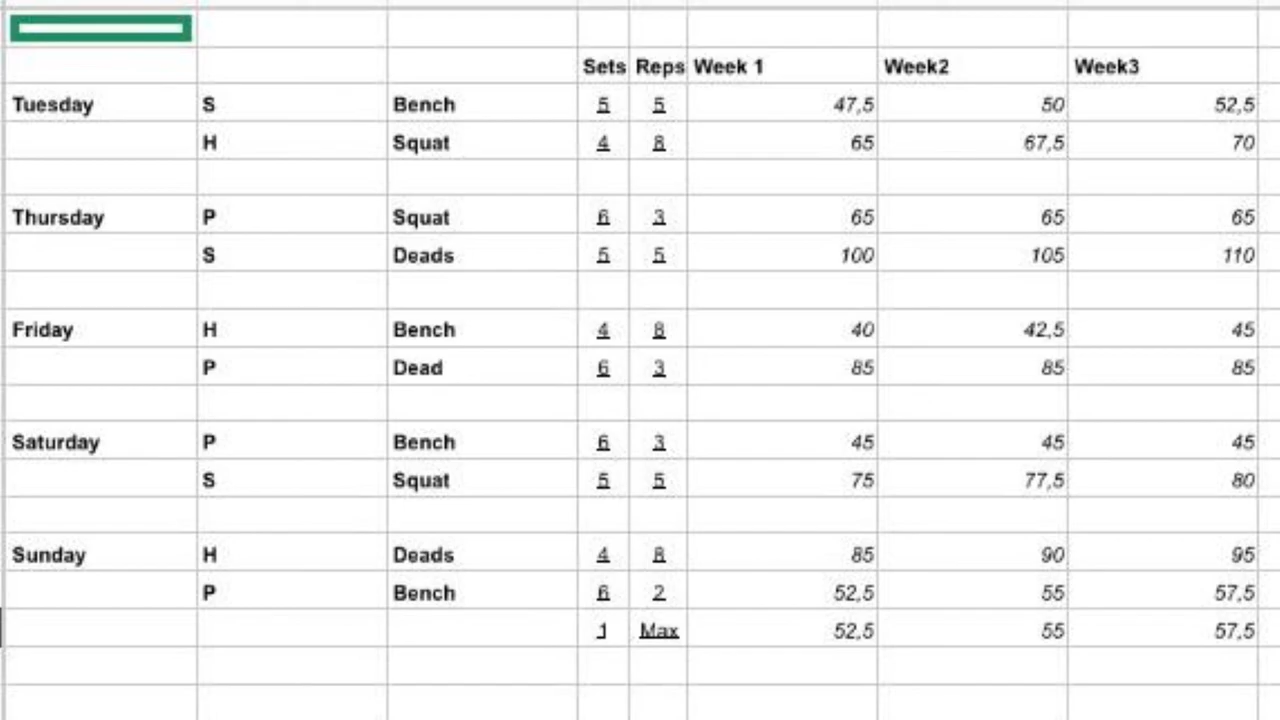 Sets Reps Week 1 Week2 Week3
Tuesday S Bench 5 5 47,5 50 52,5
H Squat 4 8 65 67,5 70
Thursday P Squat 6 3 65 65 65
S Deads 5 5 100 105 110
Friday H Bench 4 8 40 42,5 45
P Dead 6 3 85 85 85
Saturday P Bench 6 3 45 45 45
S Squat 5 5 75 77,5 80
Sunday H Deads 4 8 85 90 95
P Bench 6 2 52,5 55 57,5
1 Max 52,5 55 57,5